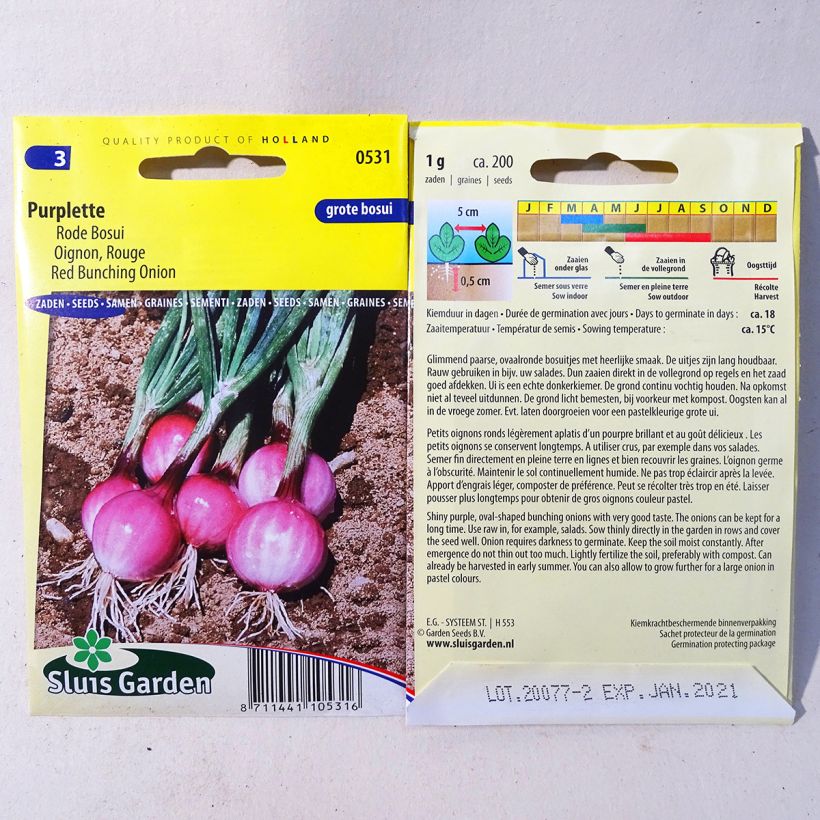 QUALITY PRODUCT OF HOLLAND
3
0531
Purplette
grote bosui
Rode Bosui
Oignon, Rouge
Red Bunching Onion
ZADEN • SEEDS • SAMEN • GRAINES • SEMENTI • ZADEN • SEEDS • SAMEN • GRAINES • SEM
Sluis Garden
8 711441 105316
1 g ca. 200
zaden | graines | seeds
5 cm
0,5 cm
J F M A M J J A S O N D
Zaaien
onder glas
Semer sous verre
Sow indoor
Zaaien in
de vollegrond
Semer en pleine terre
Sow outdoor
Oogsttijd
Récolte
Harvest
Kiemduur in dagen • Durée de germination avec jours • Days to germinate in days : ca. 18
Zaaitemperatuur • Températur de semis • Sowing temperature : ca. 15°C
Glimmend paarse, ovaalronde bosuitjes met heerlijke smaak. De uitjes zijn lang houdbaar.
Rauw gebruiken in bijv. uw salades. Dun zaaien direkt in de vollegrond op regels en het zaad
goed afdekken. Ui is een echte donkerkiemer. De grond continu vochtig houden. Na opkomst
niet al teveel uitdunnen. De grond licht bemesten, bij voorkeur met kompost. Oogsten kan al
in de vroege zomer. Evt. laten doorgroeien voor een pastelkleurige grote ui.
Petits oignons ronds légèrement aplatis d'un pourpre brillant et au goût délicieux . Les
petits oignons se conservent longtemps. A utiliser crus, par exemple dans vos salades.
Semer fin directement en pleine terre en lignes et bien recouvrir les graines. L'oignon germe
à l'obscurité. Maintenir le sol continuellement humide. Ne pas trop éclaircir après la levée.
Apport d'engrais léger, composter de préférence. Peut se récolter très trop en été. Laisser
pousser plus longtemps pour obtenir de gros oignons couleur pastel.
Shiny purple, oval-shaped bunching onions with very good taste. The onions can be kept for a
long time. Use raw in, for example, salads. Sow thinly directly in the garden in rows and cover
the seed well. Onion requires darkness to germinate. Keep the soil moist constantly. After
emergence do not thin out too much. Lightly fertilize the soil, preferably with compost. Can
already be harvested in early summer. You can also allow to grow further for a large onion in
pastel colours.
E.G. - SYSTEEM ST. | H 553
© Garden Seeds B.V.
www.sluisgarden.nl
Kiemkrachtbeschermende binnenverpakking
Sachet protecteur de la germination
Germination protecting package
LOT.20077-2 EXP.JAN.2021